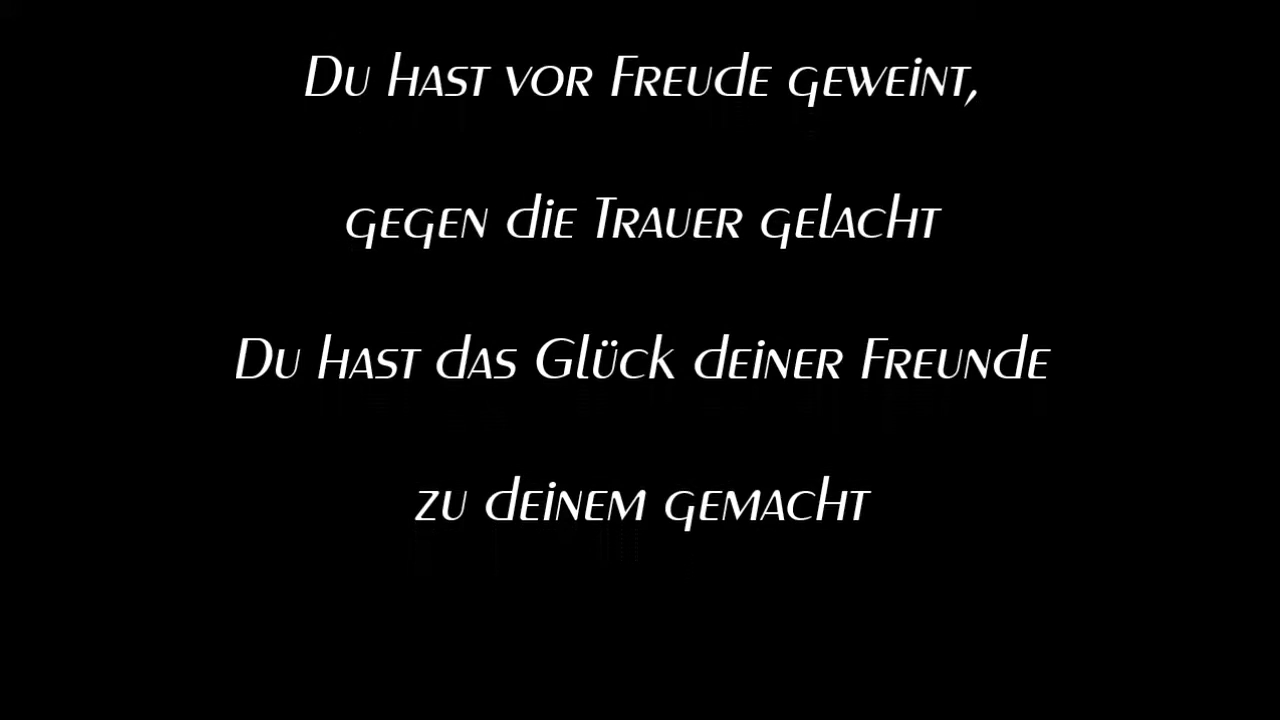 Du hast vor Freude geweint,
gegen die Trauer gelacht
Du hast das Glück deiner Freunde
zu deinem gemacht